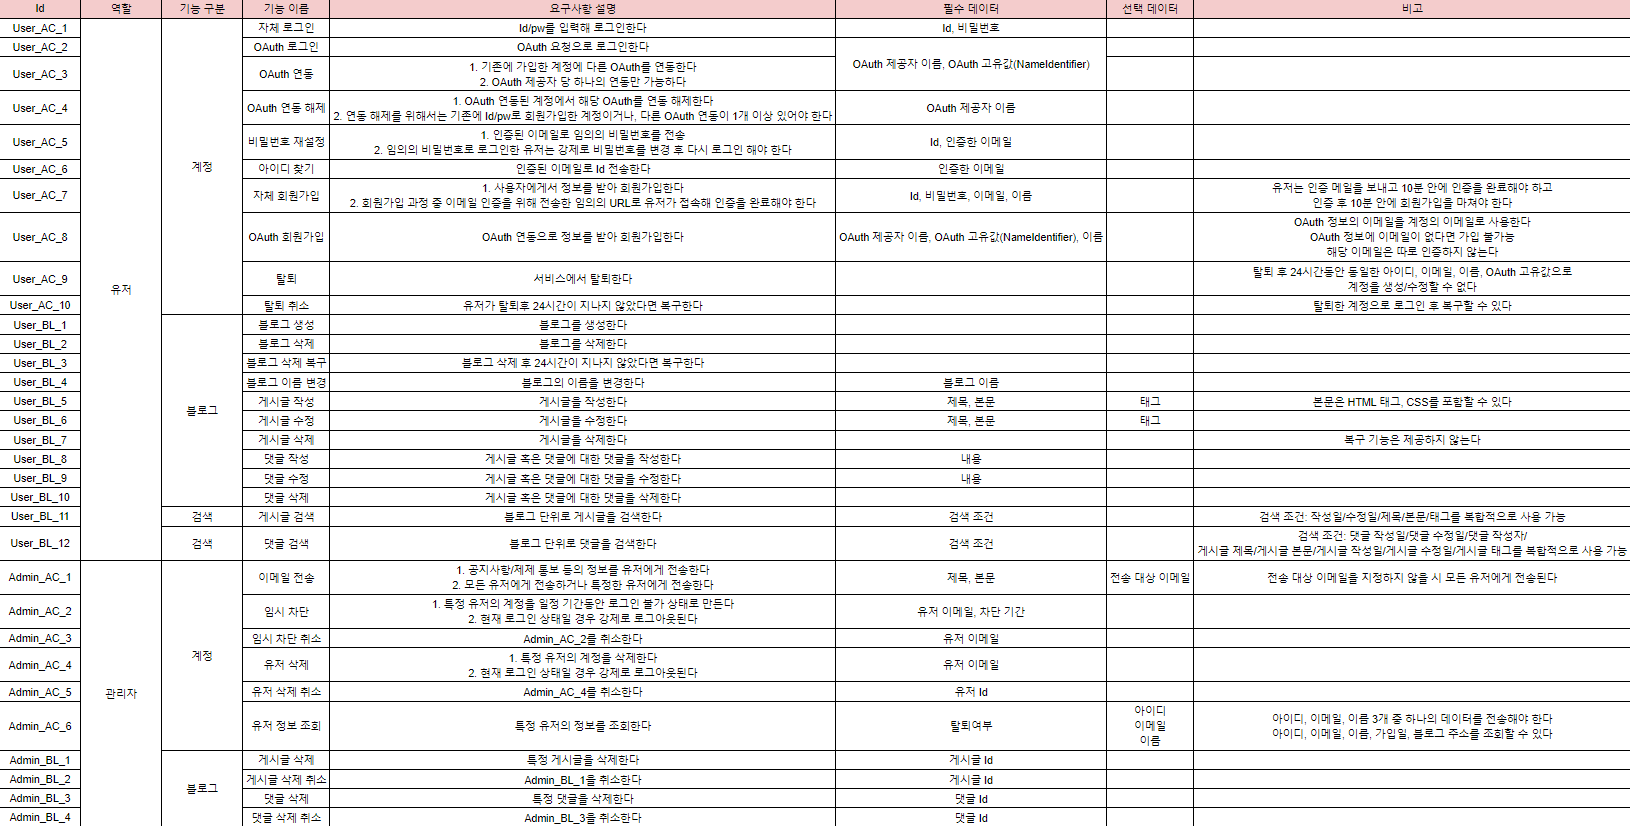 Id 역할 기능 구분 기능 이름 요구사항 설명 필수 데이터 선택 데이터 비고
User_AC_1 유저 계정 자체 로그인 Id/pw를 입력해 로그인한다 Id, 비밀번호
User_AC_2 OAuth 로그인 OAuth 요청으로 로그인한다 OAuth 제공자 이름, OAuth 고유값(NameIdentifier)
User_AC_3 OAuth 연동 1. 기존에 가입한 계정에 다른 OAuth를 연동한다
2. OAuth 제공자 당 하나의 연동만 가능하다
User_AC_4 OAuth 연동 해제 1. OAuth 연동된 계정에서 해당 OAuth를 연동 해제한다
2. 연동 해제를 위해서는 기존에 Id/pw로 회원가입한 계정이거나, 다른 OAuth 연동이 1개 이상 있어야 한다
OAuth 제공자 이름
User_AC_5 비밀번호 재설정 1. 인증된 이메일로 임의의 비밀번호를 전송
2. 임의의 비밀번호로 로그인한 유저는 강제로 비밀번호를 변경 후 다시 로그인 해야 한다
Id, 인증한 이메일
User_AC_6 아이디 찾기 인증된 이메일로 Id 전송한다 인증한 이메일
User_AC_7 자체 회원가입 1. 사용자에게서 정보를 받아 회원가입한다
2. 회원가입 과정 중 이메일 인증을 위해 전송한 임의의 URL로 유저가 접속해 인증을 완료해야 한다
Id, 비밀번호, 이메일, 이름
유저는 인증 메일을 보내고 10분 안에 인증을 완료해야 하고
인증 후 10분 안에 회원가입을 마쳐야 한다
User_AC_8 OAuth 회원가입 OAuth 연동으로 정보를 받아 회원가입한다 OAuth 제공자 이름, OAuth 고유값(NameIdentifier), 이름
OAuth 정보의 이메일을 계정의 이메일로 사용한다
OAuth 정보에 이메일이 없다면 가입 불가능
해당 이메일은 따로 인증하지 않는다
User_AC_9 탈퇴 서비스에서 탈퇴한다
탈퇴 후 24시간동안 동일한 아이디, 이메일, 이름, OAuth 고유값으로
계정을 생성/수정할 수 없다
User_AC_10 탈퇴 취소 유저가 탈퇴후 24시간이 지나지 않았다면 복구한다 탈퇴한 계정으로 로그인 후 복구할 수 있다
User_BL_1 블로그 블로그 생성 블로그를 생성한다
User_BL_2 블로그 삭제 블로그를 삭제한다
User_BL_3 블로그 삭제 복구 블로그 삭제 후 24시간이 지나지 않았다면 복구한다
User_BL_4 블로그 이름 변경 블로그의 이름을 변경한다 블로그 이름
User_BL_5 게시글 작성 게시글을 작성한다 제목, 본문 태그 본문은 HTML 태그, CSS를 포함할 수 있다
User_BL_6 게시글 수정 게시글을 수정한다 제목, 본문 태그
User_BL_7 게시글 삭제 게시글을 삭제한다 복구 기능은 제공하지 않는다
User_BL_8 댓글 작성 게시글 혹은 댓글에 대한 댓글을 작성한다 내용
User_BL_9 댓글 수정 게시글 혹은 댓글에 대한 댓글을 수정한다 내용
User_BL_10 댓글 삭제 게시글 혹은 댓글에 대한 댓글을 삭제한다
User_BL_11 검색 게시글 검색 블로그 단위로 게시글을 검색한다 검색 조건 검색 조건: 작성일/수정일/제목/본문/태그를 복합적으로 사용 가능
User_BL_12 검색 댓글 검색 블로그 단위로 댓글을 검색한다 검색 조건
검색 조건: 댓글 작성일/댓글 수정일/댓글 작성자/
게시글 제목/게시글 본문/게시글 작성일/게시글 수정일/게시글 태그를 복합적으로 사용 가능
Admin_AC_1 관리자 계정 이메일 전송 1. 공지사항/제제 통보 등의 정보를 유저에게 전송한다
2. 모든 유저에게 전송하거나 특정한 유저에게 전송한다
제목, 본문 전송 대상 이메일 전송 대상 이메일을 지정하지 않을 시 모든 유저에게 전송된다
Admin_AC_2 임시 차단 1. 특정 유저의 계정을 일정 기간동안 로그인 불가 상태로 만든다
2. 현재 로그인 상태일 경우 강제로 로그아웃된다
유저 이메일, 차단 기간
Admin_AC_3 임시 차단 취소 Admin_AC_2를 취소한다 유저 이메일
Admin_AC_4 유저 삭제 1. 특정 유저의 계정을 삭제한다
2. 현재 로그인 상태일 경우 강제로 로그아웃된다
유저 이메일
Admin_AC_5 유저 삭제 취소 Admin_AC_4를 취소한다 유저 Id
Admin_AC_6 유저 정보 조회 특정 유저의 정보를 조회한다 탈퇴여부
아이디
이메일
이름
아이디, 이메일, 이름 3개 중 하나의 데이터를 전송해야 한다
아이디, 이메일, 이름, 가입일, 블로그 주소를 조회할 수 있다
Admin_BL_1 블로그 게시글 삭제 특정 게시글을 삭제한다 게시글 Id
Admin_BL_2 게시글 삭제 취소 Admin_BL_1을 취소한다 게시글 Id
Admin_BL_3 댓글 삭제 특정 댓글을 삭제한다 댓글 Id
Admin_BL_4 댓글 삭제 취소 Admin_BL_3을 취소한다 댓글 Id